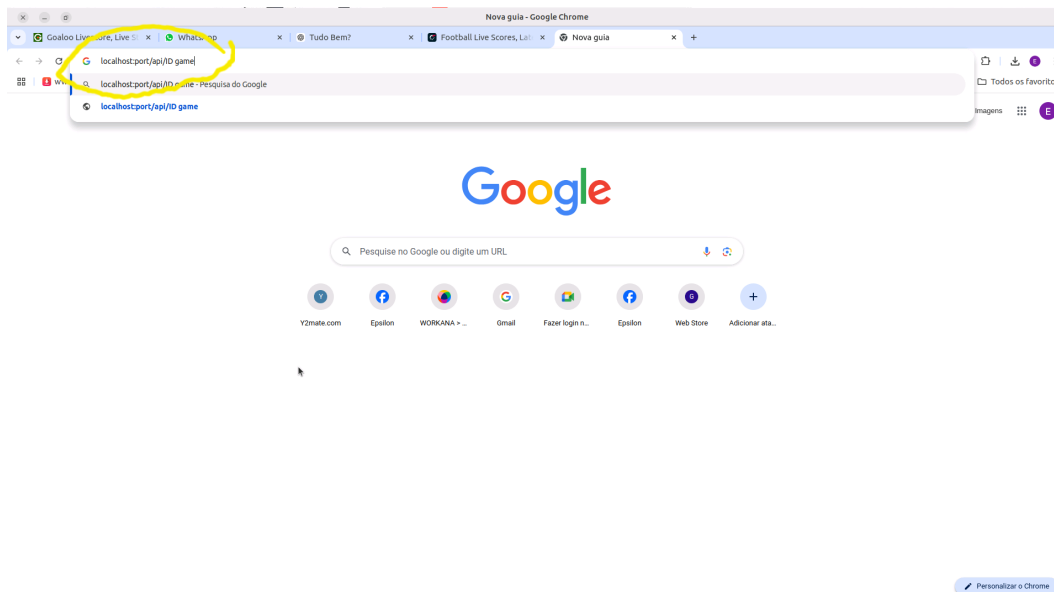 Nova guia - Google Chrome
WhatsApp
Tudo Bem?
Football Live Scores, Lat
Nova guia
localhost:port/api/ID game
E
localhost:port/api/ID game - Pesquisa do Google
Todos os favorito
localhost:port/api/ID game
Imagens
E
Google
Pesquise no Google ou digite um URL
Y
G
Y2mate.com
Epsilon
WORKANA > ...
Gmail
Fazer login n...
Epsilon
Web Store
Adicionar ata...
Personalizar o Chrome